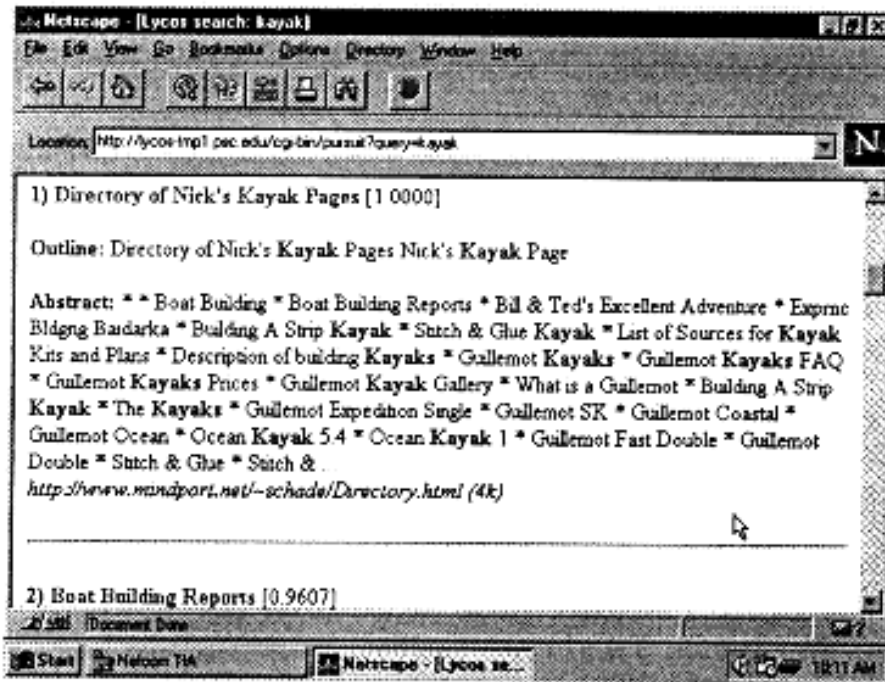 Netscape - [Lycos search: kayak]
File Edit View Go Bookmarks Options Directory Window Help
Location: http://lycos-tmp1.psc.edu/cgi-bin/pursuit?query=kayak
N
1) Directory of Nick's Kayak Pages [1.0000]
Outline: Directory of Nick's Kayak Pages Nick's Kayak Page
Abstract: * * Boat Building * Boat Building Reports * Bill & Ted's Excellent Adventure * Exprmc
Bldgng Baidarka * Building A Strip Kayak * Stitch & Glue Kayak * List of Sources for Kayak
Kits and Plans * Description of building Kayaks * Guillemot Kayaks * Guillemot Kayaks FAQ
* Guillemot Kayaks Prices * Guillemot Kayak Gallery * What is a Guillemot * Building A Strip
Kayak * The Kayaks * Guillemot Expedition Single * Guillemot SK * Guillemot Coastal *
Guillemot Ocean * Ocean Kayak 5.4 * Ocean Kayak 1 * Guillemot Fast Double * Guillemot
Double * Stitch & Glue * Stitch & ...
http://www.mindport.net/~schade/Directory.html (4k)
2) Boat Building Reports [0.9607]
Document Done
Start Netcom TIA Netscape - [Lycos se... 10:11 AM